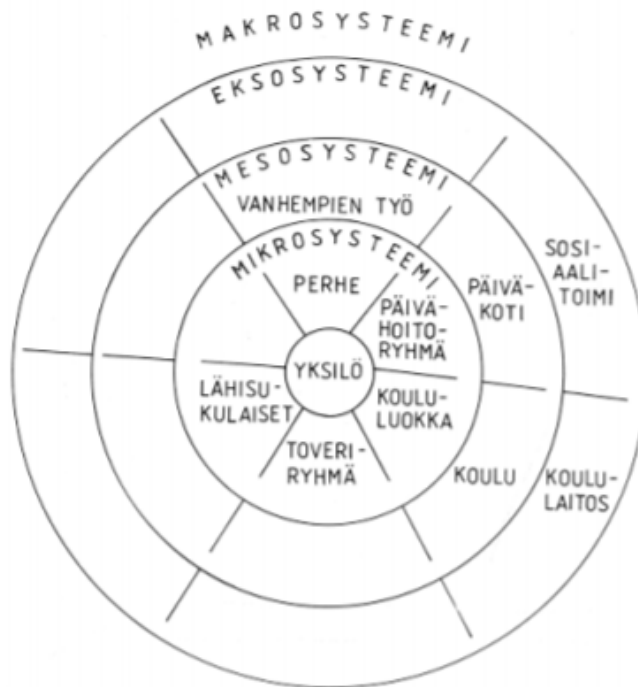 MAKROSYSTEEMI
EKSOSYSTEEMI
MESOSYSTEEMI
VANHEMPIEN TYÖ
MIKROSYSTEEMI
PERHE
PÄIVÄ-
HOITO-
RYHMÄ
PÄIVÄ-
KOTI
SOSI-
AALI-
TOIMI
YKSILÖ
LÄHISU-
KULAISET
KOULU-
LUOKKA
TOVERI-
RYHMÄ
KOULU
KOULU-
LAITOS